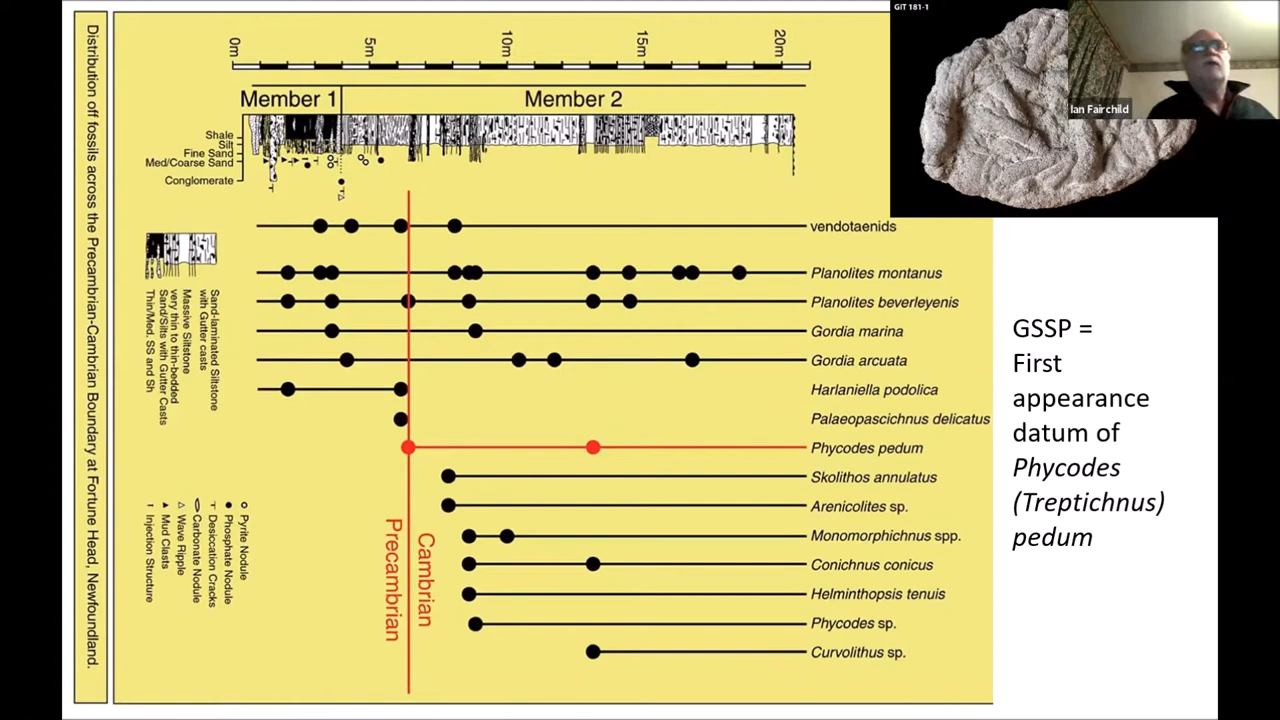 GIT 181-1
Ian Fairchild
Distribution off fossils across the Precambrian-Cambrian Boundary at Fortune Head, Newfoundland.
0m
5m
10m
15m
20m
Member 1
Member 2
Shale
Silt
Fine Sand
Med/Coarse Sand
Conglomerate
vendotaenids
Planolites montanus
Planolites beverleyenis
Gordia marina
Gordia arcuata
Harlaniella podolica
Palaeopascichnus delicatus
Phycodes pedum
Skolithos annulatus
Arenicolites sp.
Monomorphichnus spp.
Conichnus conicus
Helminthopsis tenuis
Phycodes sp.
Curvolithus sp.
Precambrian
Cambrian
Sand-laminated Siltstone
with Gutter casts
Massive Siltstone
very thin to thin-bedded
Sand/Silts with Gutter Casts
Thin/Med. SS and Sh
Pyrite Nodule
Phosphate Nodule
Desiccation Cracks
Carbonate Nodule
Wave Ripple
Mud Clasts
Injection Structure
GSSP =
First
appearance
datum of
Phycodes
(Treptichnus)
pedum